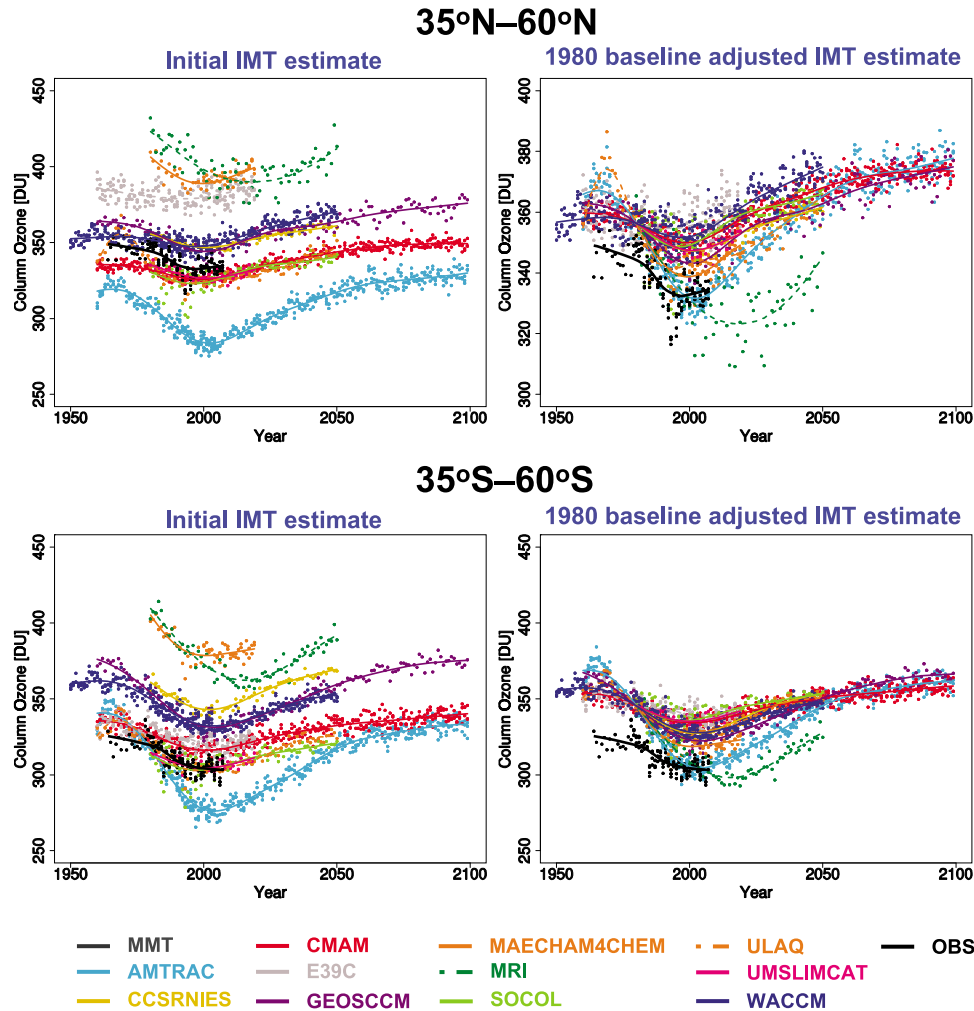 35ºN–60ºN
Initial IMT estimate
1980 baseline adjusted IMT estimate
Column Ozone [DU]
450
400
350
300
250
1950
2000
2050
2100
Year
Column Ozone [DU]
400
380
360
340
320
300
1950
2000
2050
2100
Year
35ºS–60ºS
Initial IMT estimate
1980 baseline adjusted IMT estimate
Column Ozone [DU]
450
400
350
300
250
1950
2000
2050
2100
Year
Column Ozone [DU]
450
400
350
300
250
1950
2000
2050
2100
Year
MMT
CMAM
MAECHAM4CHEM
ULAQ
OBS
AMTRAC
E39C
MRI
UMSLIMCAT
CCSRNIES
GEOSCCM
SOCOL
WACCM